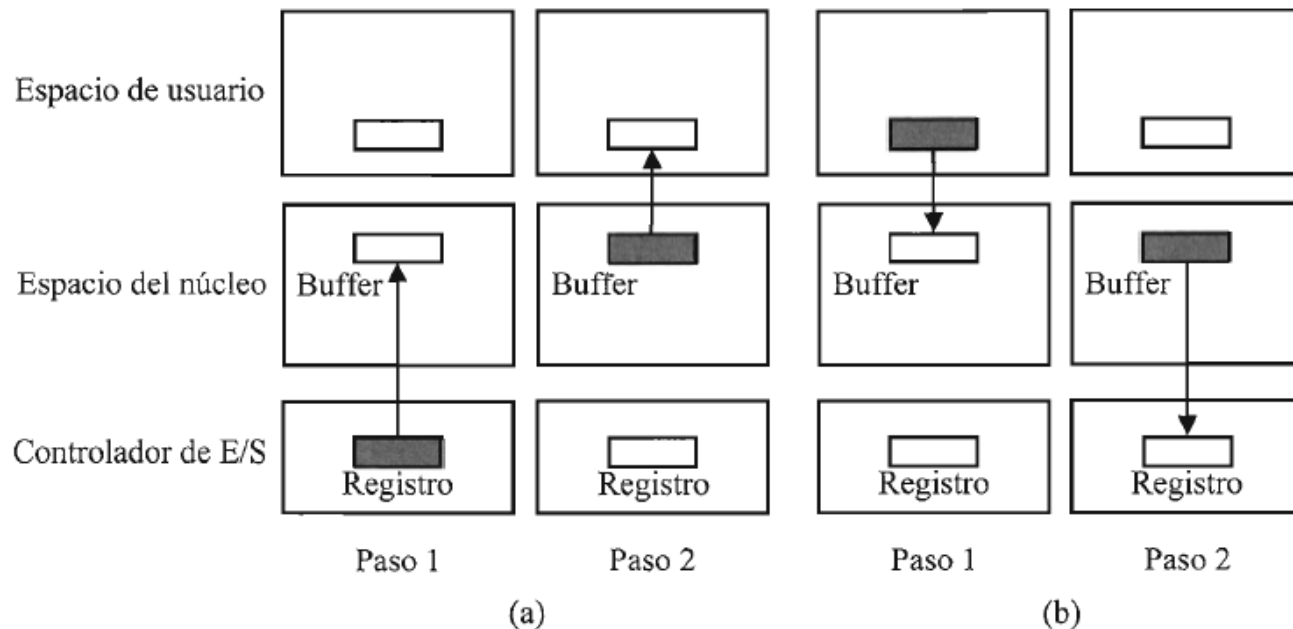 Espacio de usuario
Espacio del núcleo
Buffer
Buffer
Buffer
Buffer
Controlador de E/S
Registro
Registro
Registro
Registro
Paso 1
Paso 2
Paso 1
Paso 2
(a)
(b)